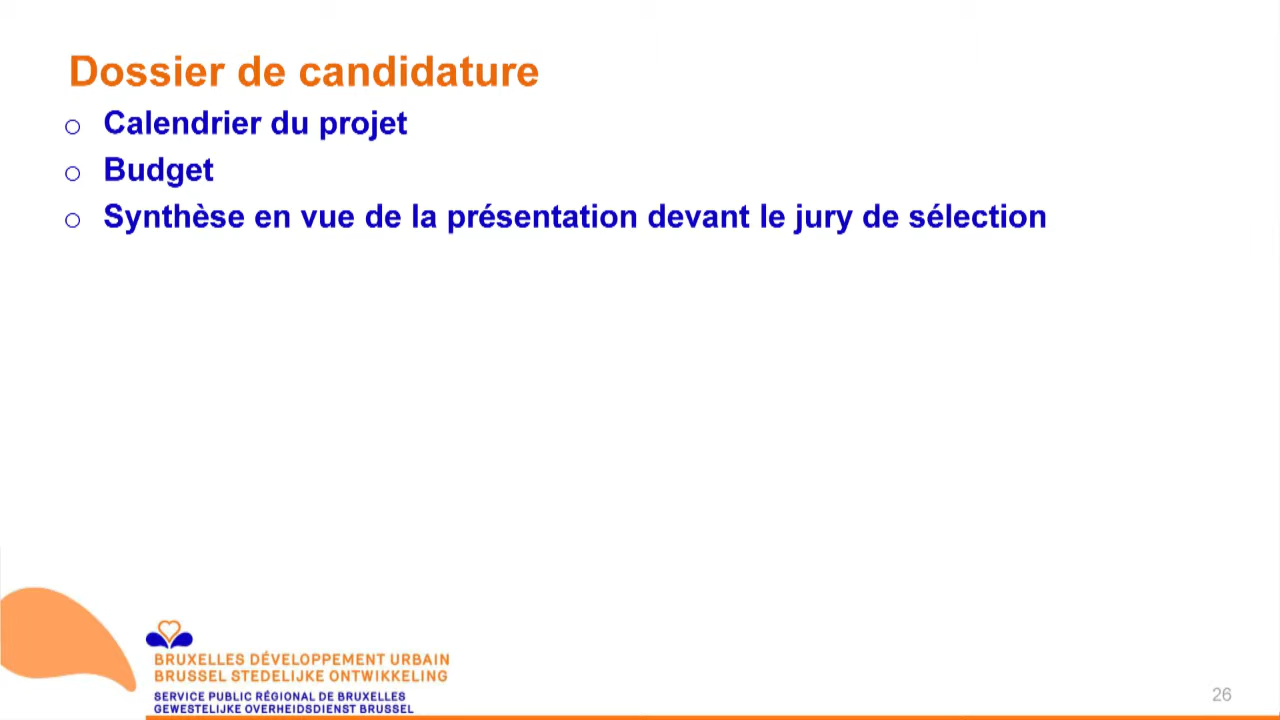 Dossier de candidature
o Calendrier du projet
o Budget
o Synthèse en vue de la présentation devant le jury de sélection
BRUXELLES DÉVELOPPEMENT URBAIN
BRUSSEL STEDELIJKE ONTWIKKELING
SERVICE PUBLIC RÉGIONAL DE BRUXELLES
GEWESTELIJKE OVERHEIDSDIENST BRUSSEL
26